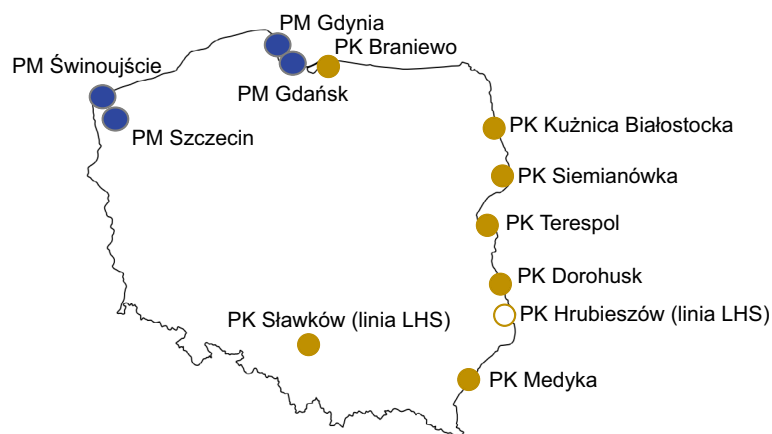 PM Gdynia
PK Braniewo
PM Świnoujście
PM Gdańsk
PM Szczecin
PK Kużnica Białostocka
PK Siemianówka
PK Terespol
PK Dorohusk
PK Sławków (linia LHS)
PK Hrubieszów (linia LHS)
PK Medyka